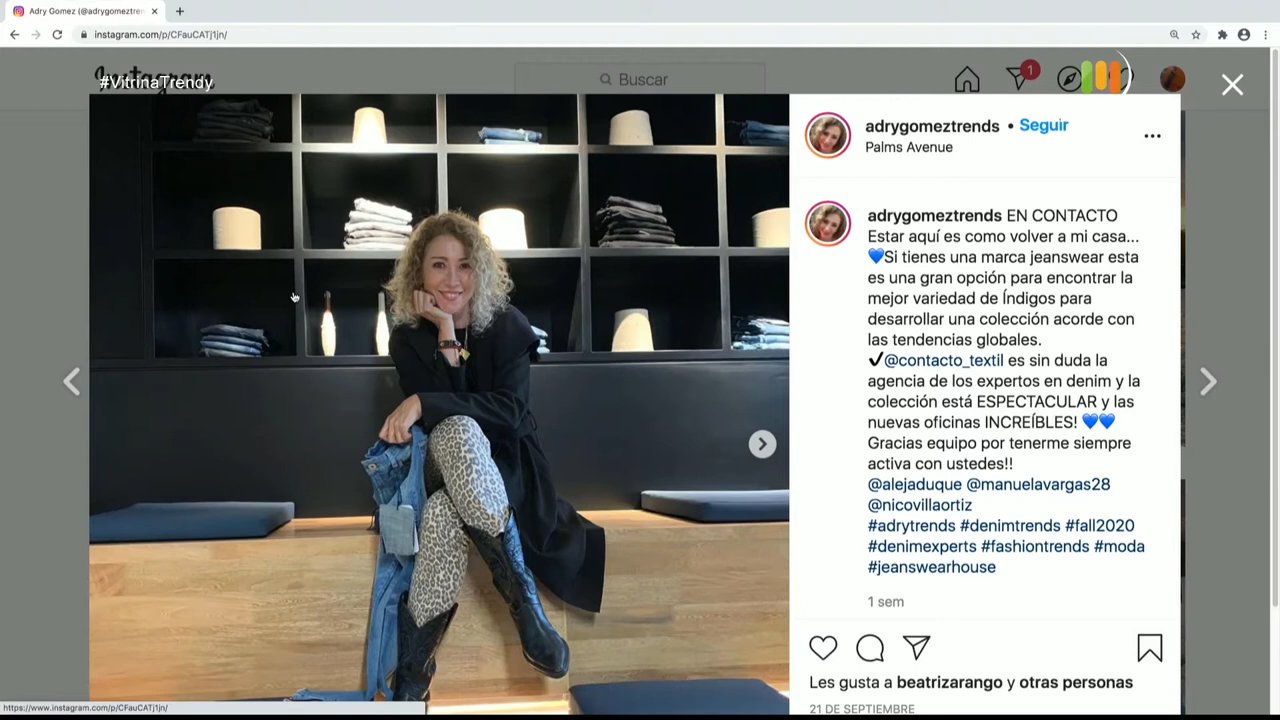 Adry Gomez (@adrygomeztren
instagram.com/p/CFauCATj1jn/
Instagram
#VitrinaTrendy
Buscar
1
adrygomeztrends • Seguir
Palms Avenue
adrygomeztrends EN CONTACTO
Estar aquí es como volver a mi casa...
💙Si tienes una marca jeanswear esta
es una gran opción para encontrar la
mejor variedad de Índigos para
desarrollar una colección acorde con
las tendencias globales.
✔@contacto_textil es sin duda la
agencia de los expertos en denim y la
colección está ESPECTACULAR y las
nuevas oficinas INCREÍBLES! 💙💙
Gracias equipo por tenerme siempre
activa con ustedes!!
@alejaduque @manuelavargas28
@nicovillaortiz
#adrytrends #denimtrends #fall2020
#denimexperts #fashiontrends #moda
#jeanswearhouse
1 sem
Les gusta a beatrizarango y otras personas
21 DE SEPTIEMBRE
https://www.instagram.com/p/CFauCATj1jn/